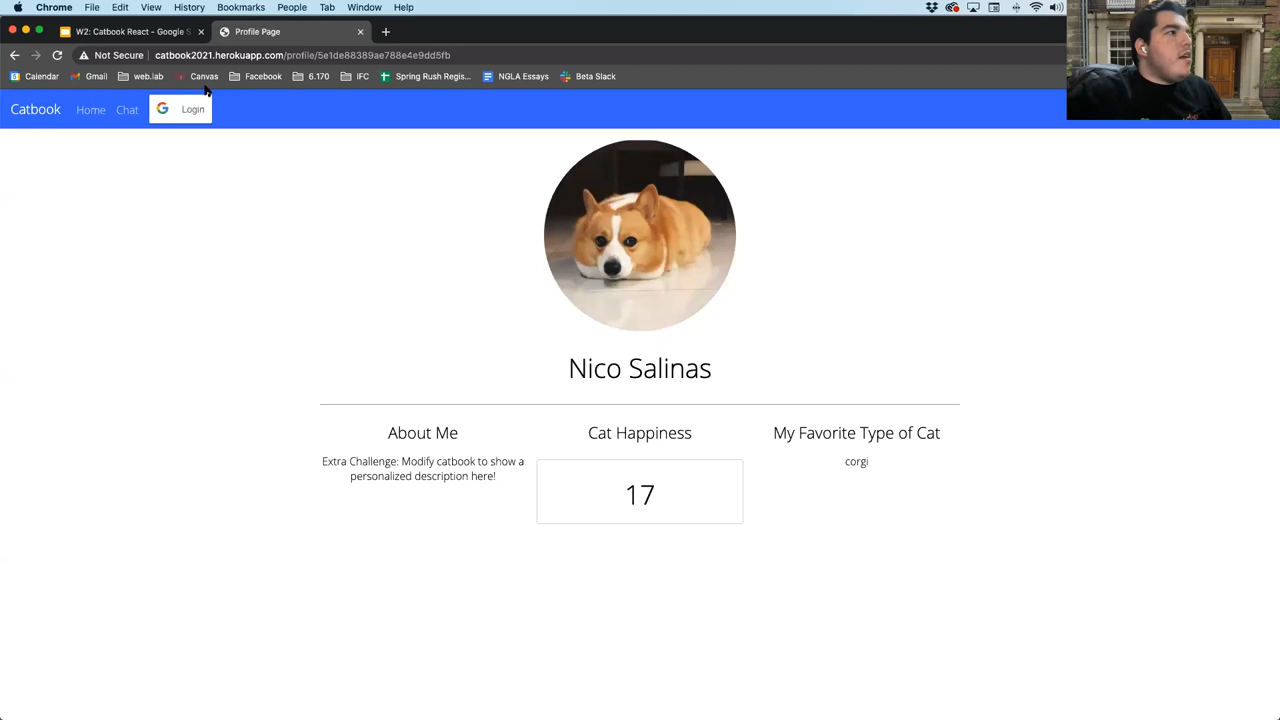 Chrome File Edit View History Bookmarks People Tab Window Help
W2: Catbook React - Google S
Profile Page
Not Secure
catbook2021.herokuapp.com/profile/5e1de88389ae788e4c0bd5fb
Calendar Gmail web.lab Canvas Facebook 6.170 IFC Spring Rush Regis... NGLA Essays Beta Slack
Catbook Home Chat Login
Nico Salinas
About Me
Extra Challenge: Modify catbook to show a
personalized description here!
Cat Happiness
17
My Favorite Type of Cat
corgi